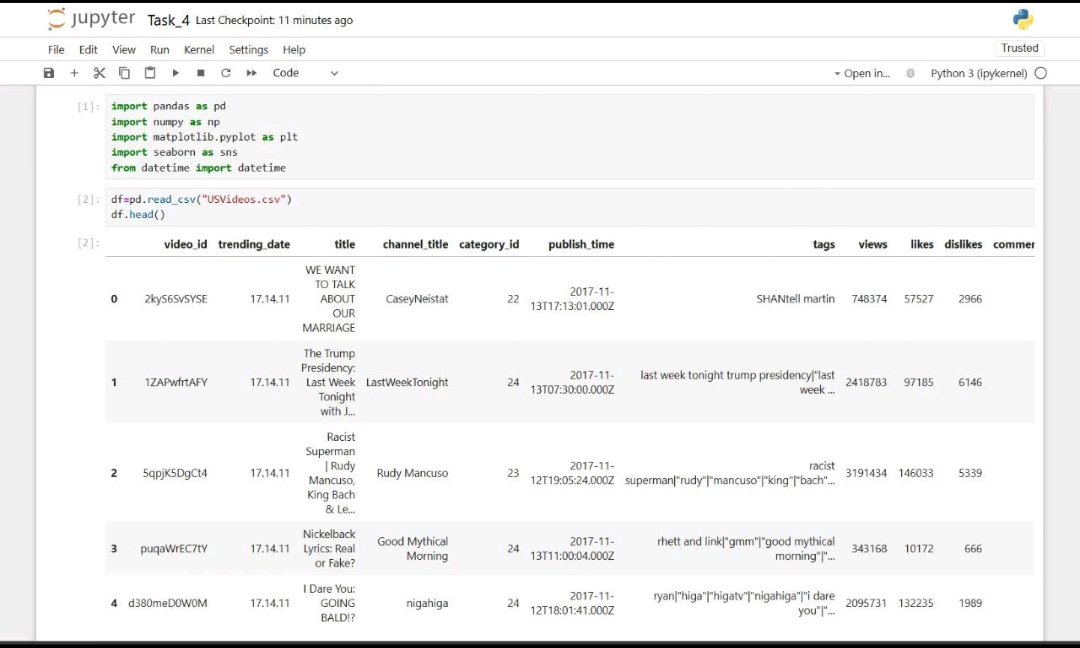 jupyter Task_4 Last Checkpoint: 11 minutes ago
File Edit View Run Kernel Settings Help
Trusted
Code
Open in...
Python 3 (ipykernel)
[1]:
import pandas as pd
import numpy as np
import matplotlib.pyplot as plt
import seaborn as sns
from datetime import datetime
[2]:
df=pd.read_csv("USVideos.csv")
df.head()
[2]:
video_id trending_date title channel_title category_id publish_time tags views likes dislikes commer
0 2kyS6SvSYSE 17.14.11
WE WANT
TO TALK
ABOUT
OUR
MARRIAGE
CaseyNeistat 22
2017-11-
13T17:13:01.000Z
SHANtell martin 748374 57527 2966
1 1ZAPwfrtAFY 17.14.11
The Trump
Presidency:
Last Week
Tonight
with J...
LastWeekTonight 24
2017-11-
13T07:30:00.000Z
last week tonight trump presidency|"last
week ...
2418783 97185 6146
2 5qpjK5DgCt4 17.14.11
Racist
Superman
| Rudy
Mancuso,
King Bach
& Le...
Rudy Mancuso 23
2017-11-
12T19:05:24.000Z
racist
superman|"rudy"|"mancuso"|"king"|"bach"...
3191434 146033 5339
3 puqaWrEC7tY 17.14.11
Nickelback
Lyrics: Real
or Fake?
Good Mythical
Morning
24
2017-11-
13T11:00:04.000Z
rhett and link|"gmm"|"good mythical
morning"|"...
343168 10172 666
4 d380meD0W0M 17.14.11
I Dare You:
GOING
BALD!?
nigahiga 24
2017-11-
12T18:01:41.000Z
ryan|"higa"|"higatv"|"nigahiga"|"i dare
you"|"...
2095731 132235 1989